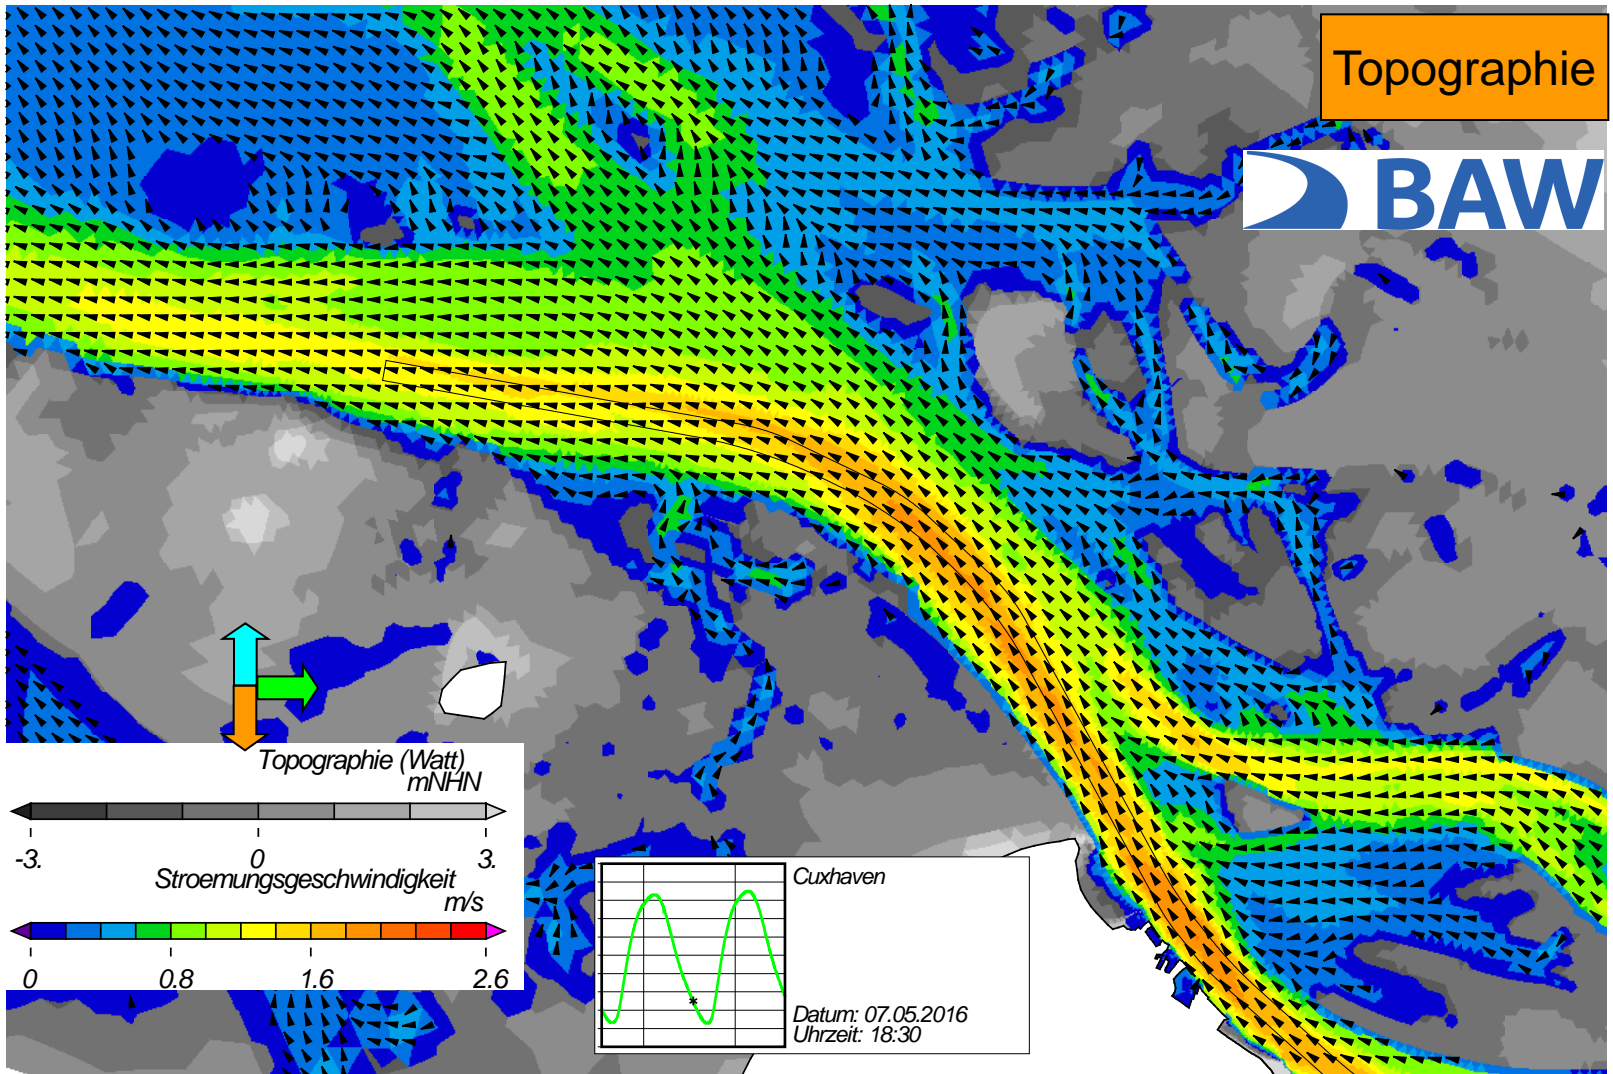 Topographie
BAW
Topographie (Watt)
mNHN
-3. 0 3.
Stroemungsgeschwindigkeit
m/s
0 0.8 1.6 2.6
Cuxhaven
Datum: 07.05.2016
Uhrzeit: 18:30